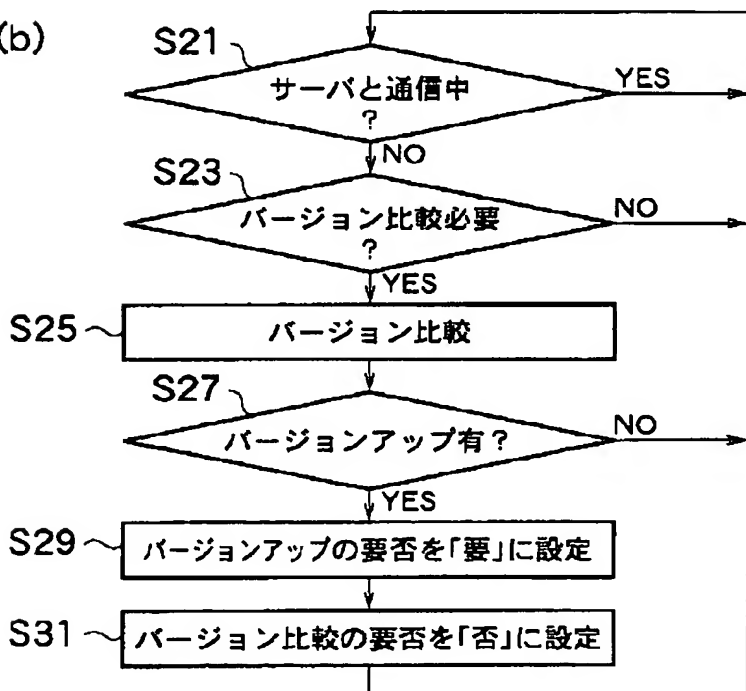 (b)
S21
サーバと通信中
?
YES
NO
S23
バージョン比較必要
?
NO
YES
S25
バージョン比較
S27
バージョンアップ有?
NO
YES
S29
バージョンアップの要否を「要」に設定
S31
バージョン比較の要否を「否」に設定